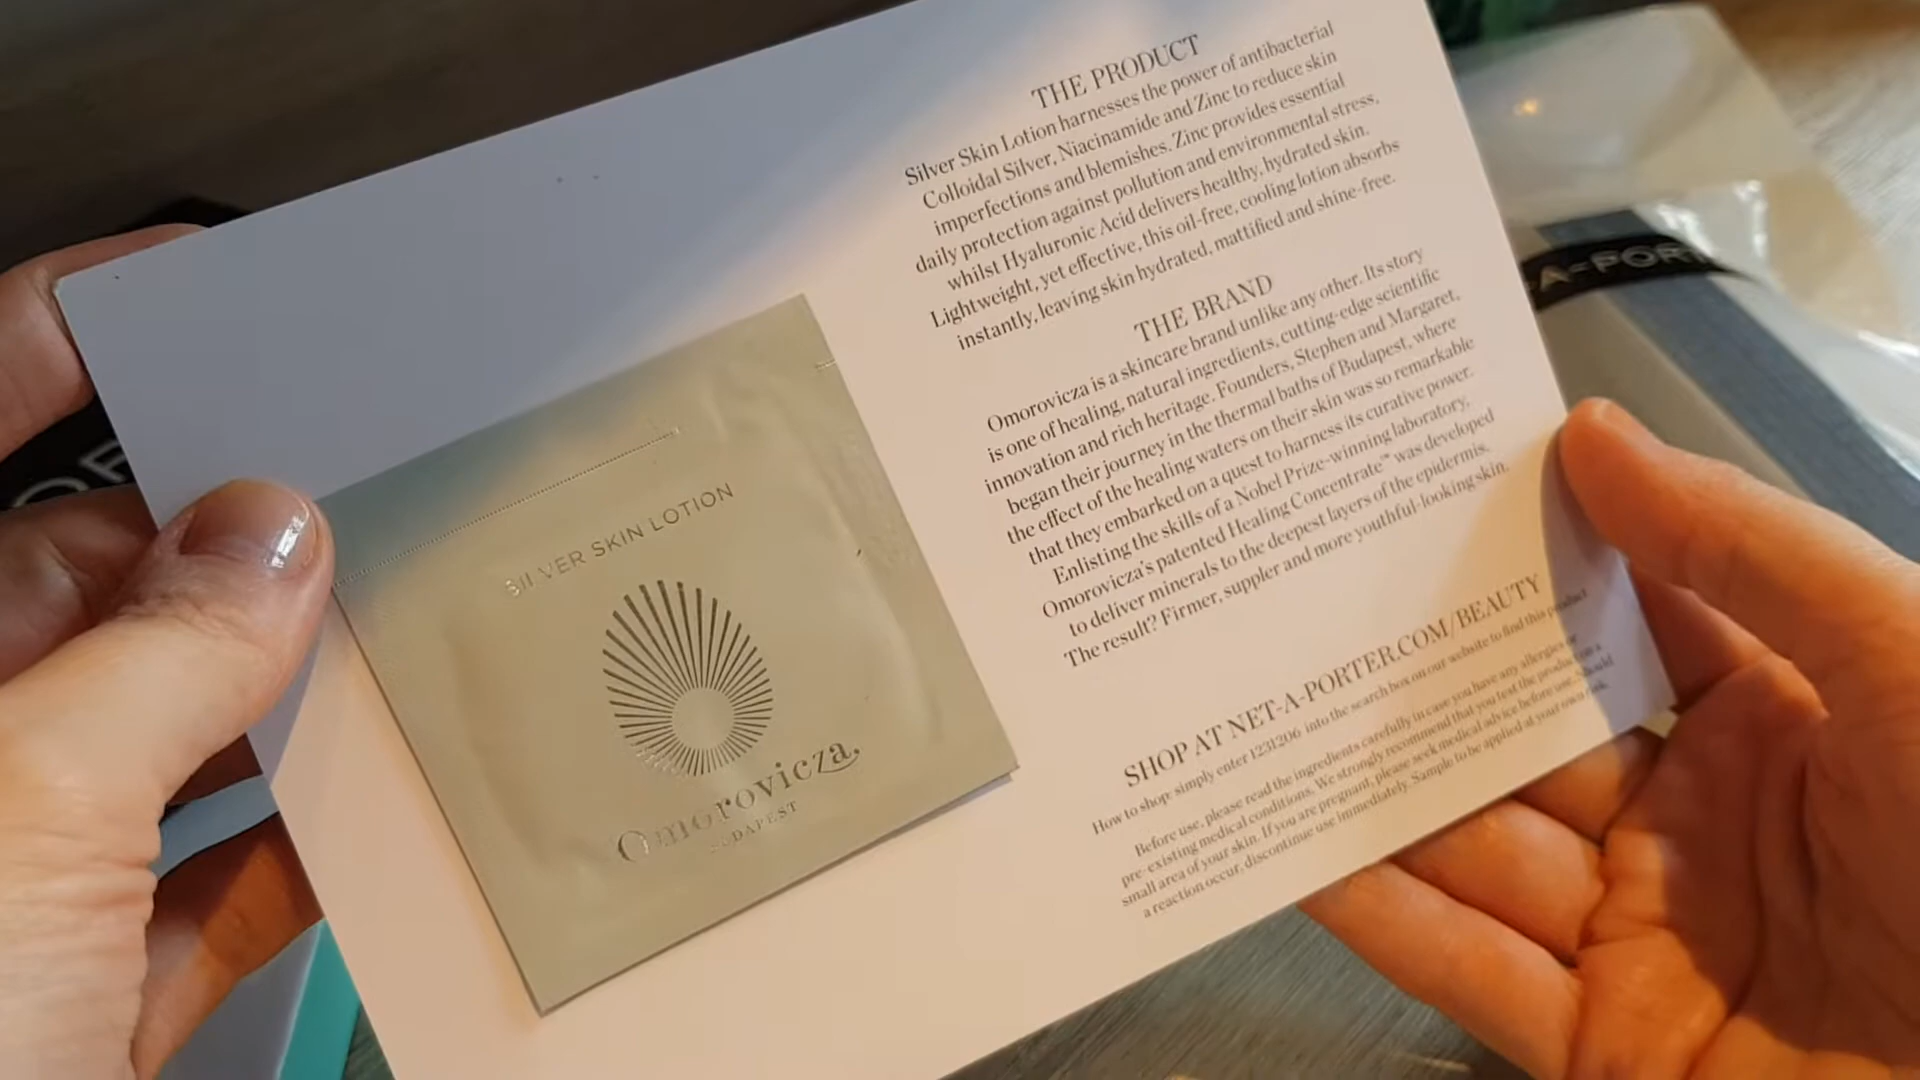 SILVER SKIN LOTION
Omorovicza
BUDAPEST
THE PRODUCT
Silver Skin Lotion harnesses the power of antibacterial
Colloidal Silver, Niacinamide and Zinc to reduce skin
imperfections and blemishes. Zinc provides essential
daily protection against pollution and environmental stress,
whilst Hyaluronic Acid delivers healthy, hydrated skin.
Lightweight, yet effective, this oil-free, cooling lotion absorbs
instantly, leaving skin hydrated, mattified and shine-free.
THE BRAND
Omorovicza is a skincare brand unlike any other. Its story
is one of healing, natural ingredients, cutting-edge scientific
innovation and rich heritage. Founders, Stephen and Margaret,
began their journey in the thermal baths of Budapest, where
the effect of the healing waters on their skin was so remarkable
that they embarked on a quest to harness its curative power.
Enlisting the skills of a Nobel Prize-winning laboratory,
Omorovicza's patented Healing Concentrate™ was developed
to deliver minerals to the deepest layers of the epidermis.
The result? Firmer, suppler and more youthful-looking skin.
SHOP AT NET-A-PORTER.COM/BEAUTY
How to shop: simply enter 1231206 into the search box on our website to find this product
Before use, please read the ingredients carefully in case you have any allergies or
pre-existing medical conditions. We strongly recommend that you test the product on a
small area of your skin. If you are pregnant, please seek medical advice before use. Should
a reaction occur, discontinue use immediately. Sample to be applied at your own risk.
-A-PORT
OR